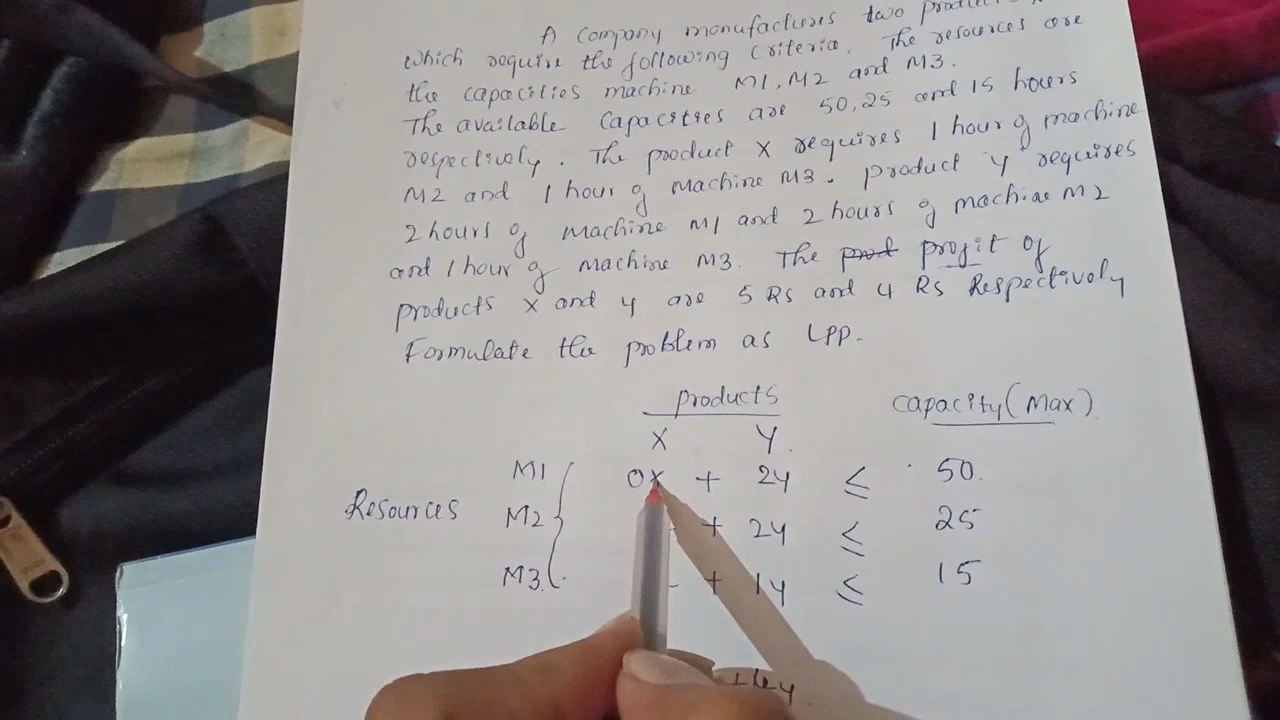 A company manufactures two
which require the following criteria. The resources are
the capacities machine M1, M2 and M3.
The available capacities are 50, 25 and 15 hours
respectively. The product X requires 1 hour of machine
M2 and 1 hour of machine M3. product Y requires
2 hours of machine M1 and 2 hours of machine M2
and 1 hour of machine M3. The profit of
products X and y are 5 Rs and 4 Rs Respectively
Formulate the problem as LPP.
products capacity (Max)
X Y
M1 0x + 2y ≤ 50.
Resources M2 + 2y ≤ 25
M3 + 1y ≤ 15